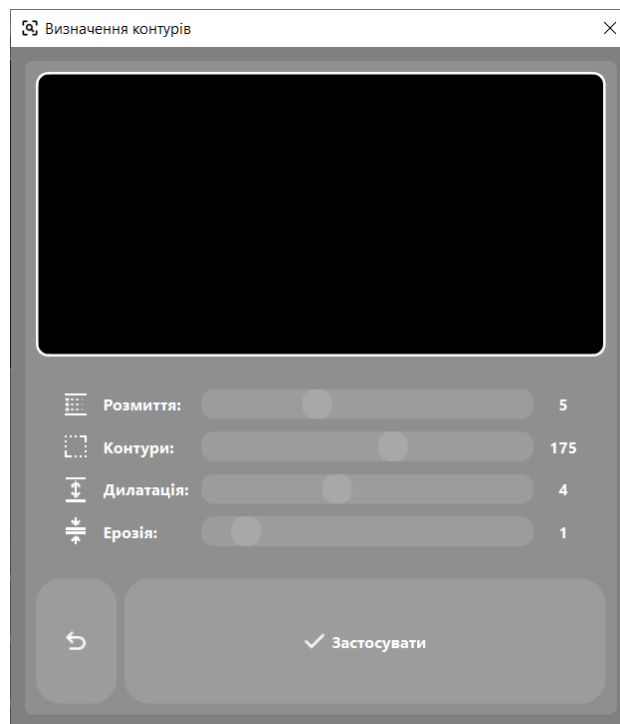 Визначення контурів
Розмиття: 5
Контури: 175
Дилатація: 4
Ерозія: 1
Застосувати